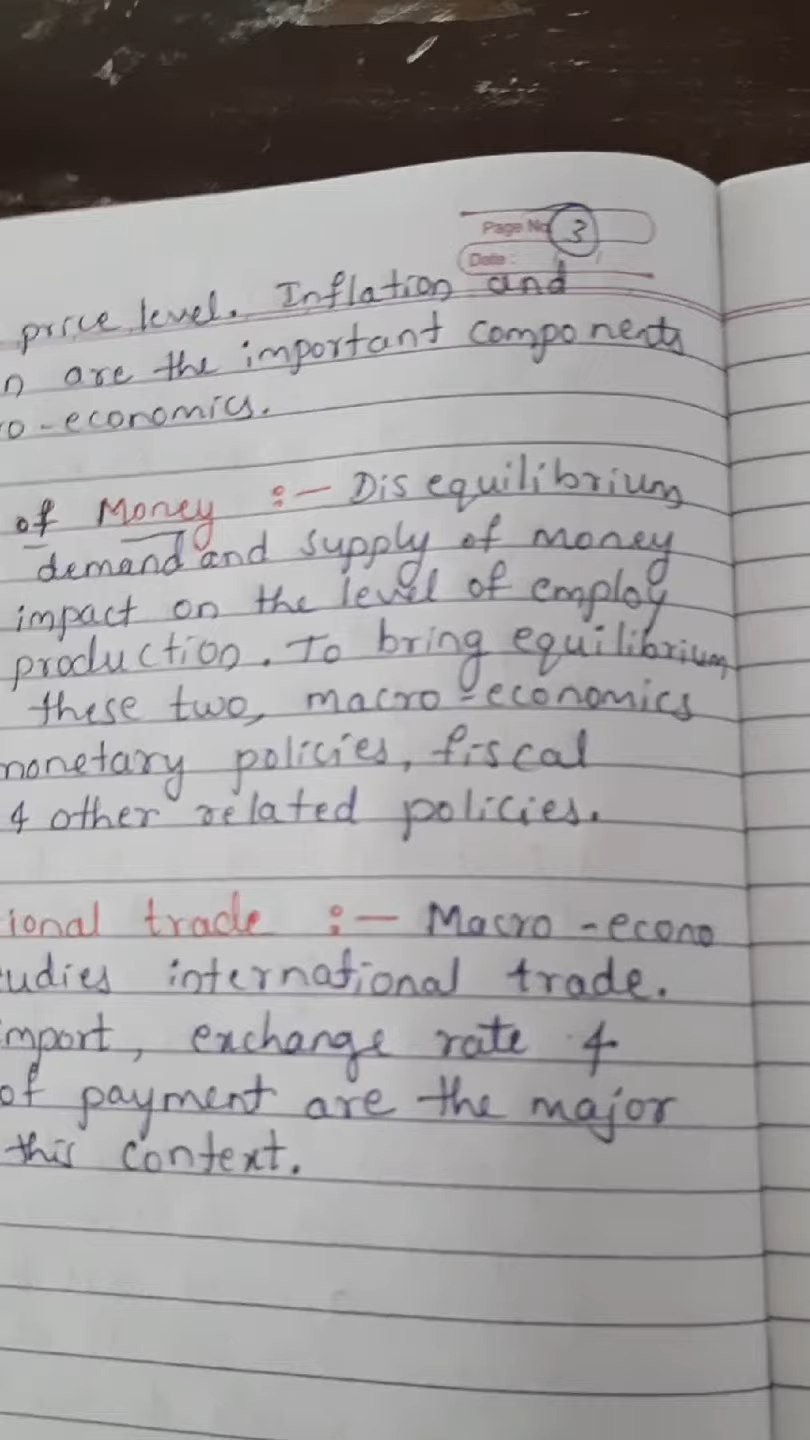 Page No 3
Date :
price level. Inflation and
n are the important components
o-economics.
of Money :- Disequilibrium
demand and supply of money
impact on the level of employ
production. To bring equilibrium
these two, macro-economics
monetary policies, fiscal
& other related policies.
ional trade :- Macro-econo
udies international trade.
mport, exchange rate &
of payment are the major
this context.